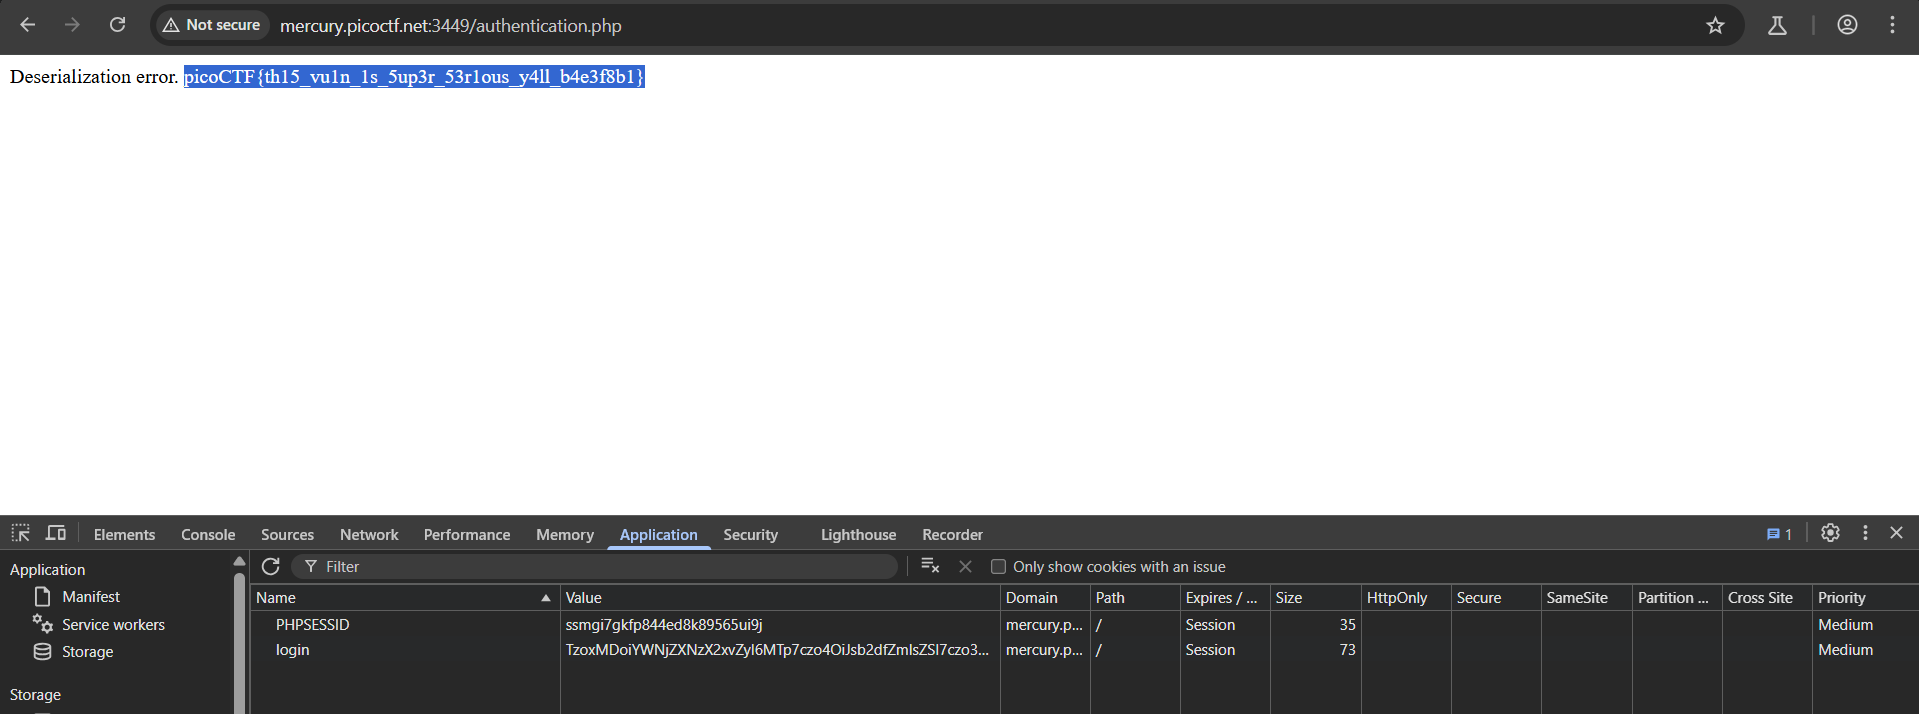 Not secure mercury.picoctf.net:3449/authentication.php
Deserialization error. picoCTF{th15_vu1n_1s_5up3r_53r1ous_y4ll_b4e3f8b1}
Elements Console Sources Network Performance Memory Application Security Lighthouse Recorder 1
Application
Manifest
Service workers
Storage
Storage
Filter Only show cookies with an issue
Name Value Domain Path Expires / ... Size HttpOnly Secure SameSite Partition ... Cross Site Priority
PHPSESSID ssmgi7gkfp844ed8k89565ui9j mercury.p... / Session 35 Medium
login TzoxMDoiYWNjZXNzX2xvZyI6MTp7czo4OiJsb2dfZmlsZSI7czo3... mercury.p... / Session 73 Medium